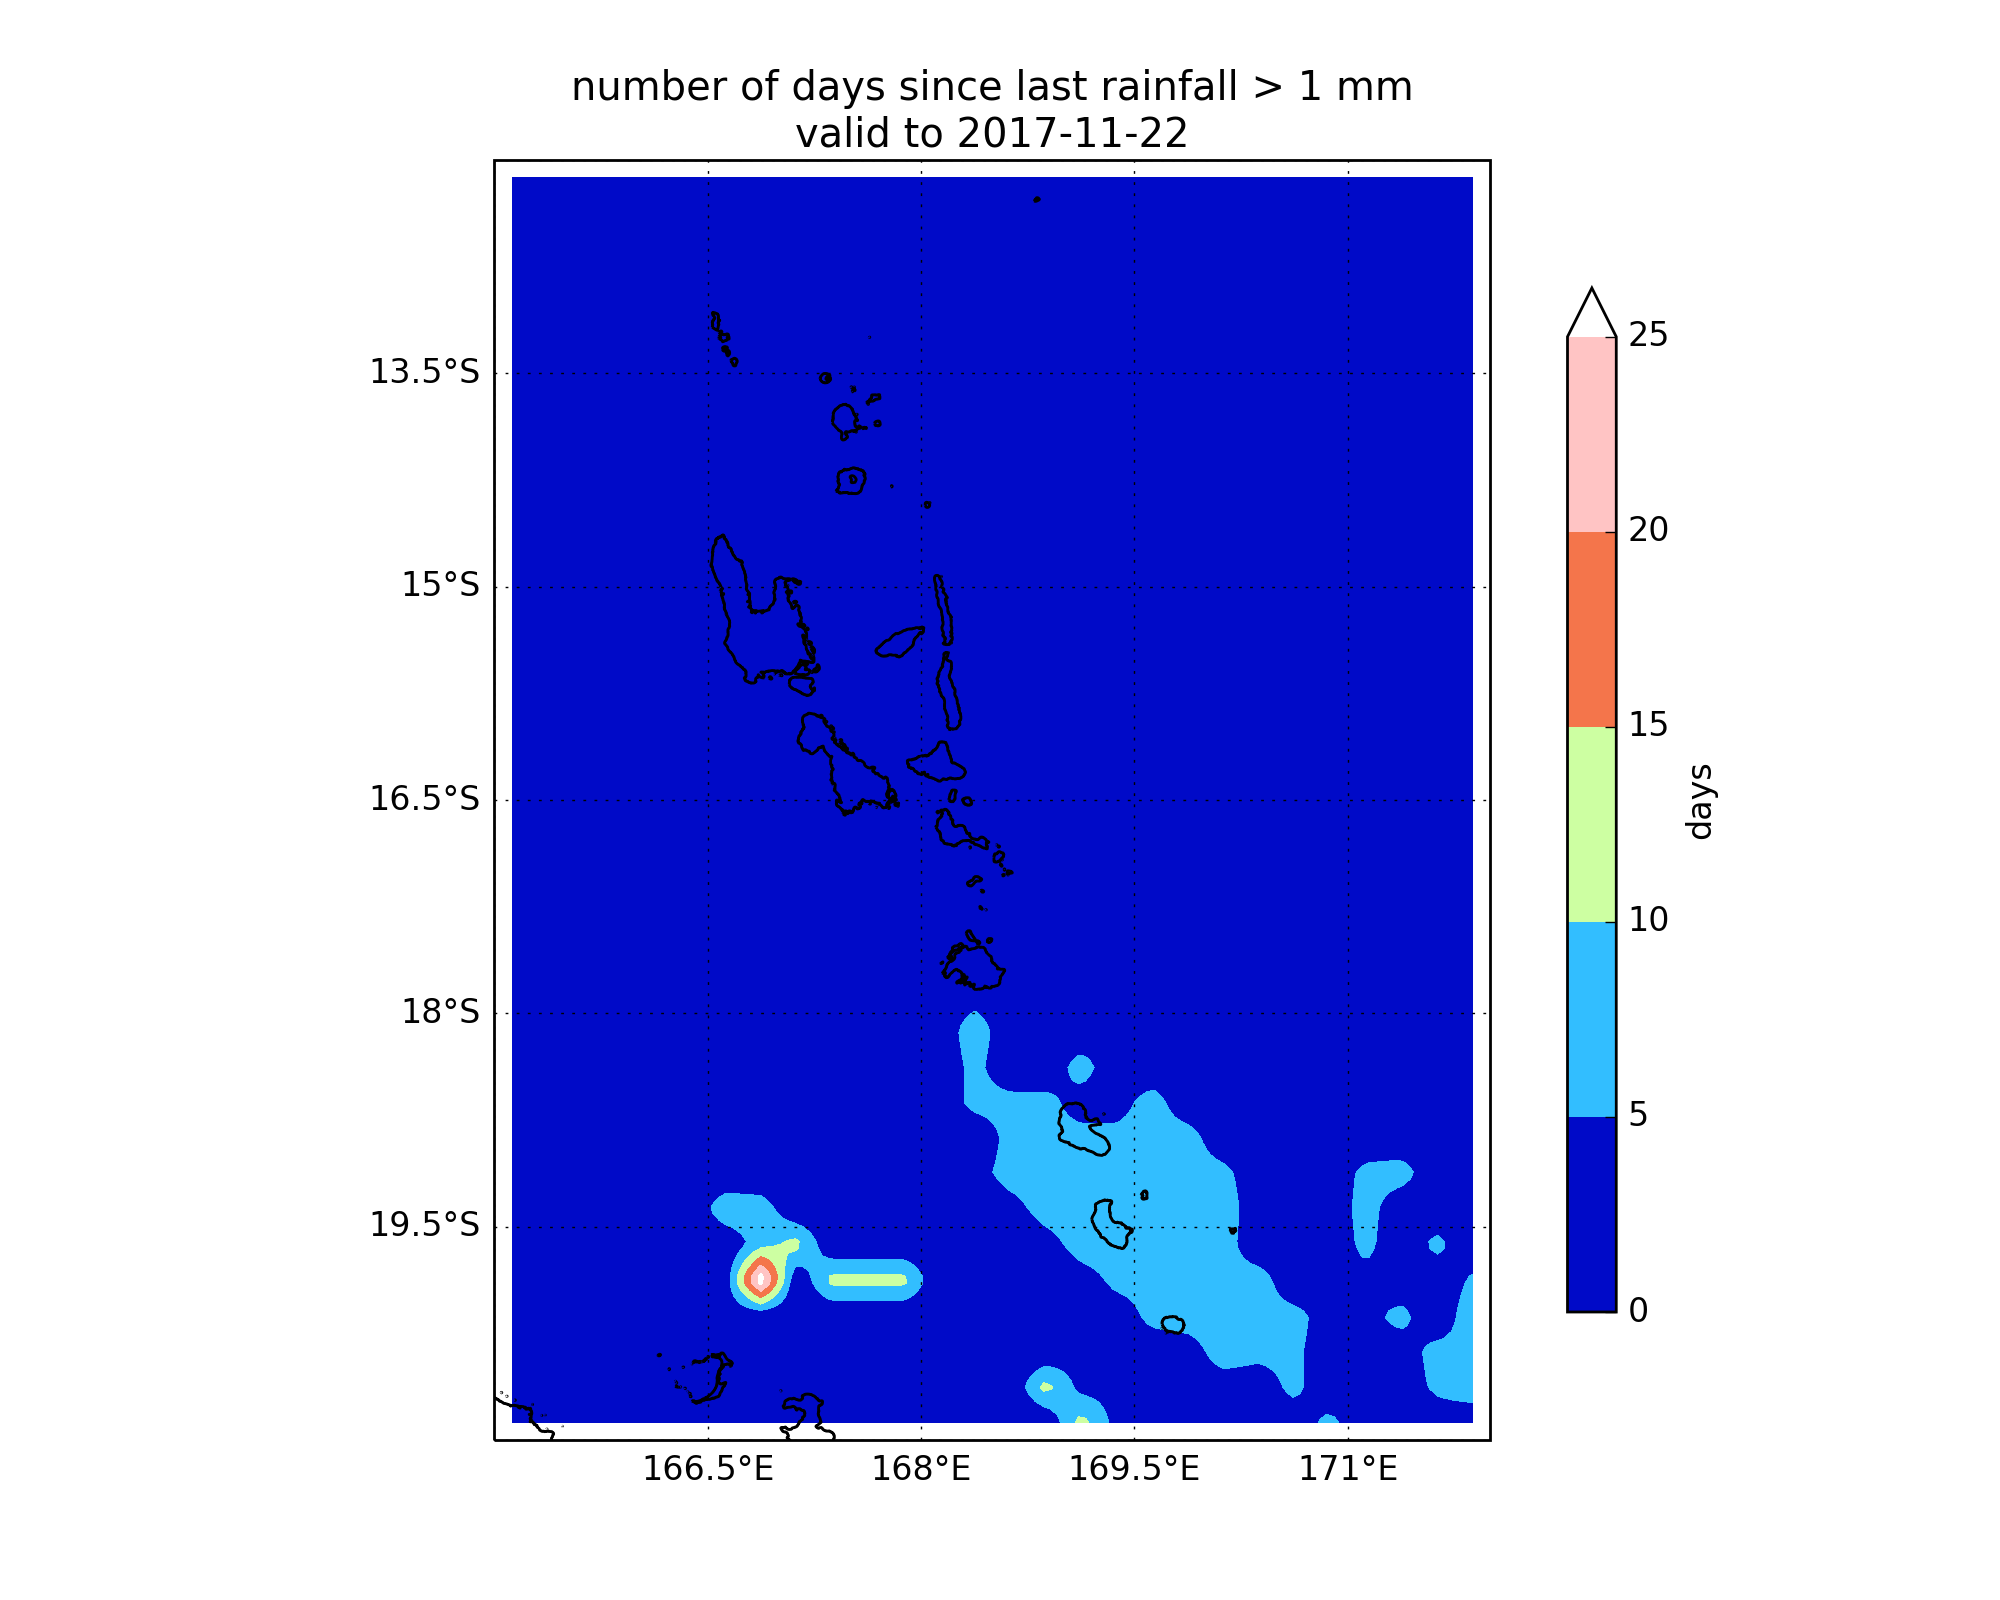 number of days since last rainfall > 1 mm
valid to 2017-11-22
13.5°S
15°S
16.5°S
18°S
19.5°S
166.5°E
168°E
169.5°E
171°E
25
20
15
10
5
0
days